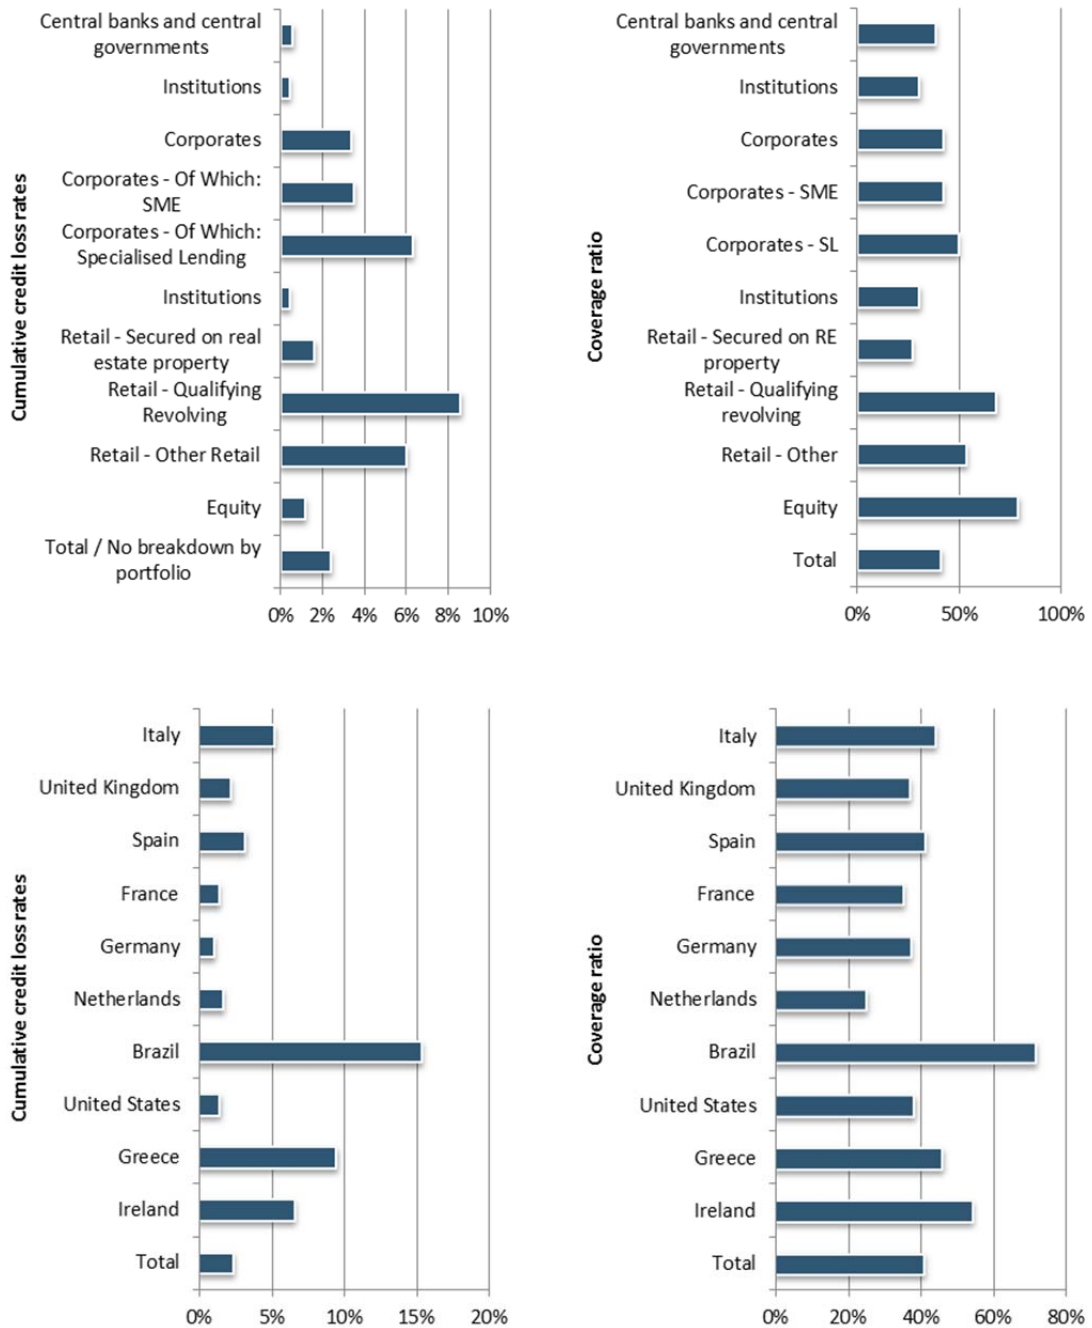 Cumulative credit loss rates
Central banks and central
governments
Institutions
Corporates
Corporates - Of Which:
SME
Corporates - Of Which:
Specialised Lending
Institutions
Retail - Secured on real
estate property
Retail - Qualifying
Revolving
Retail - Other Retail
Equity
Total / No breakdown by
portfolio
0% 2% 4% 6% 8% 10%
Coverage ratio
Central banks and central
governments
Institutions
Corporates
Corporates - SME
Corporates - SL
Institutions
Retail - Secured on RE
property
Retail - Qualifying
revolving
Retail - Other
Equity
Total
0% 50% 100%
Cumulative credit loss rates
Italy
United Kingdom
Spain
France
Germany
Netherlands
Brazil
United States
Greece
Ireland
Total
0% 5% 10% 15% 20%
Coverage ratio
Italy
United Kingdom
Spain
France
Germany
Netherlands
Brazil
United States
Greece
Ireland
Total
0% 20% 40% 60% 80%